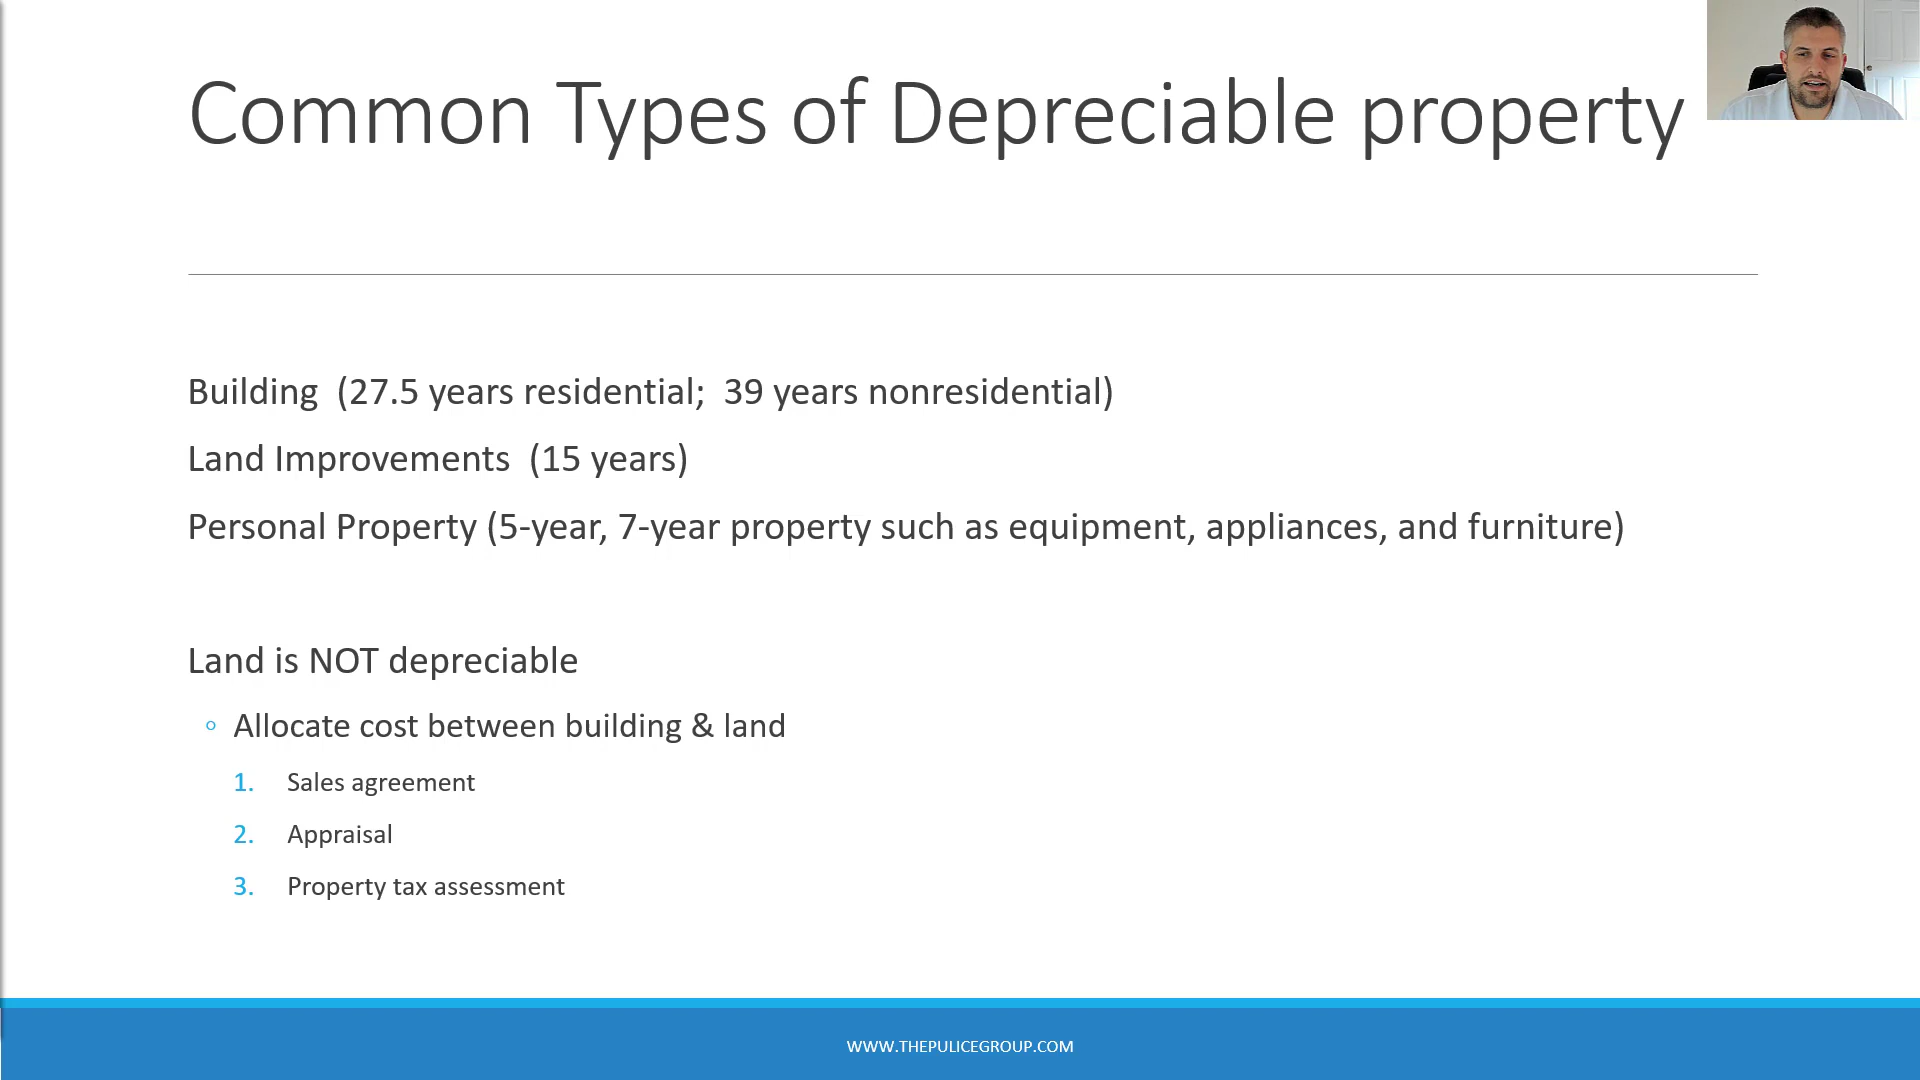 Common Types of Depreciable property
Building  (27.5 years residential;  39 years nonresidential)
Land Improvements  (15 years)
Personal Property (5-year, 7-year property such as equipment, appliances, and furniture)
Land is NOT depreciable
◦ Allocate cost between building & land
1. Sales agreement
2. Appraisal
3. Property tax assessment
WWW.THEPULICEGROUP.COM